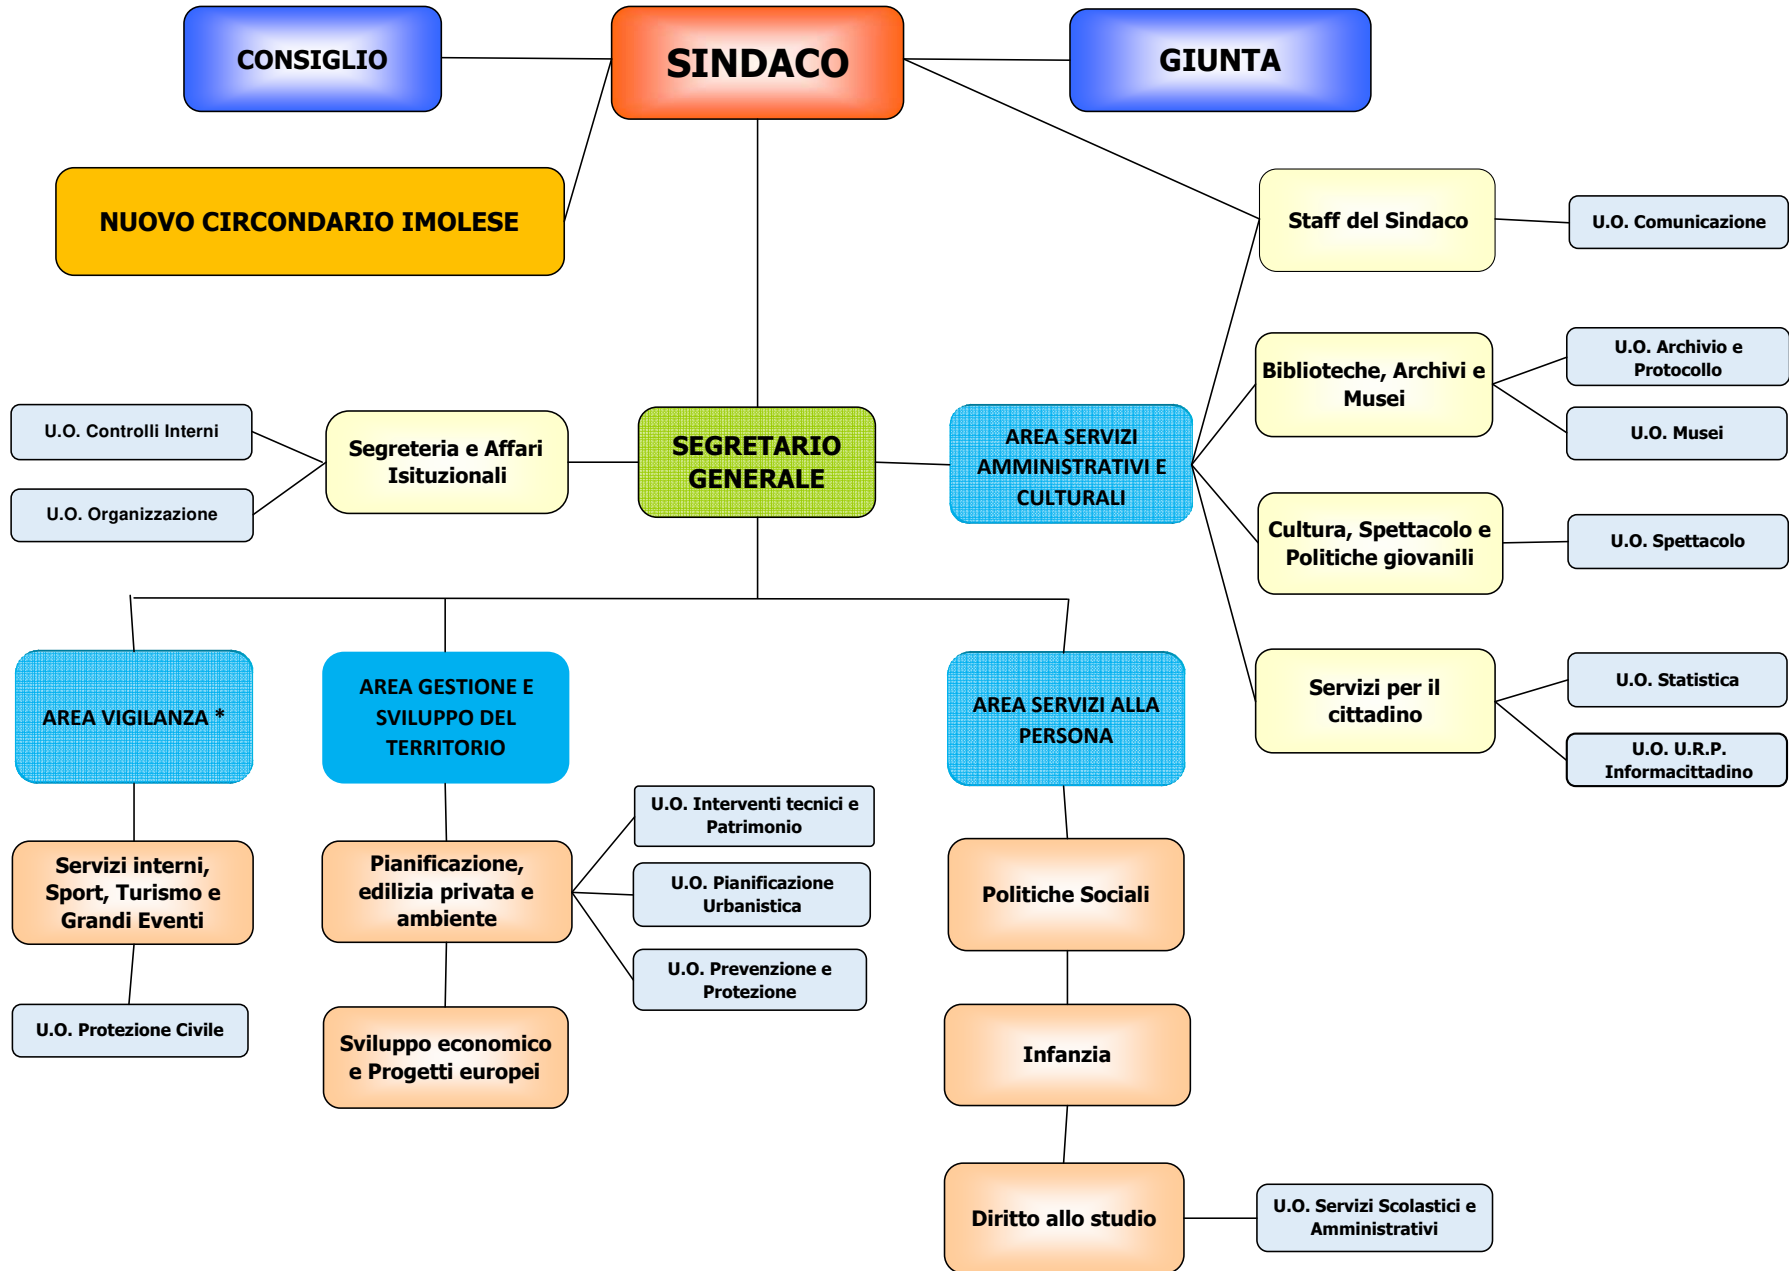 CONSIGLIO
SINDACO
GIUNTA
NUOVO CIRCONDARIO IMOLESE
Staff del Sindaco
U.O. Comunicazione
Biblioteche, Archivi e
Musei
U.O. Archivio e
Protocollo
U.O. Musei
U.O. Controlli Interni
U.O. Organizzazione
Segreteria e Affari
Isituzionali
SEGRETARIO
GENERALE
AREA SERVIZI
AMMINISTRATIVI E
CULTURALI
Cultura, Spettacolo e
Politiche giovanili
U.O. Spettacolo
Servizi per il
cittadino
U.O. Statistica
U.O. U.R.P.
Informacittadino
AREA VIGILANZA *
AREA GESTIONE E
SVILUPPO DEL
TERRITORIO
AREA SERVIZI ALLA
PERSONA
Servizi interni,
Sport, Turismo e
Grandi Eventi
U.O. Protezione Civile
Pianificazione,
edilizia privata e
ambiente
U.O. Interventi tecnici e
Patrimonio
U.O. Pianificazione
Urbanistica
U.O. Prevenzione e
Protezione
Sviluppo economico
e Progetti europei
Politiche Sociali
Infanzia
Diritto allo studio
U.O. Servizi Scolastici e
Amministrativi